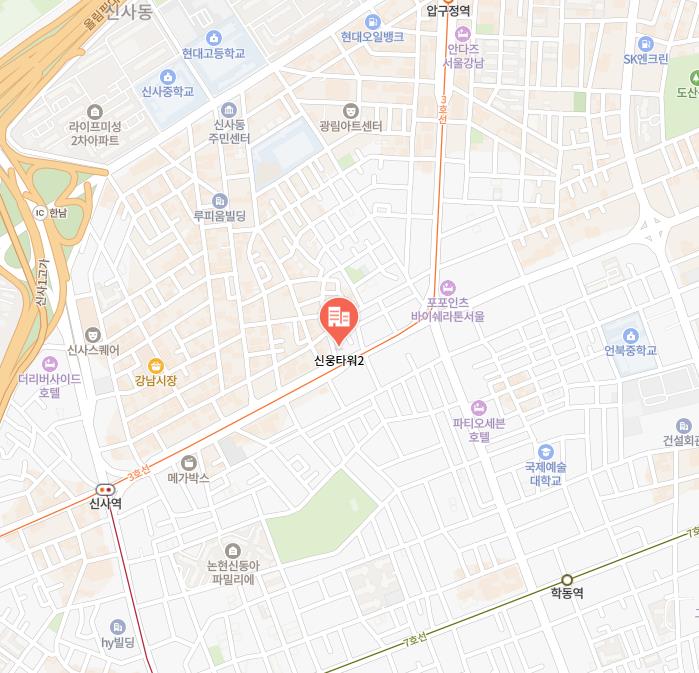 신사동
올림픽대
압구정역
현대오일뱅크
현대고등학교
안다즈
서울강남
SK엔크린
신사중학교
도산
3호선
라이프미성
2차아파트
신사동
주민센터
광림아트센터
IC 한남
루피움빌딩
신사1고가
포포인츠
바이쉐라톤서울
신사스퀘어
신웅타워2
언북중학교
더리버사이드
호텔
강남시장
파티오세븐
호텔
건설회관
국제예술
대학교
3호선
메가박스
신사역
논현신동아
파밀리에
학동역
7호선
hy빌딩
7호선